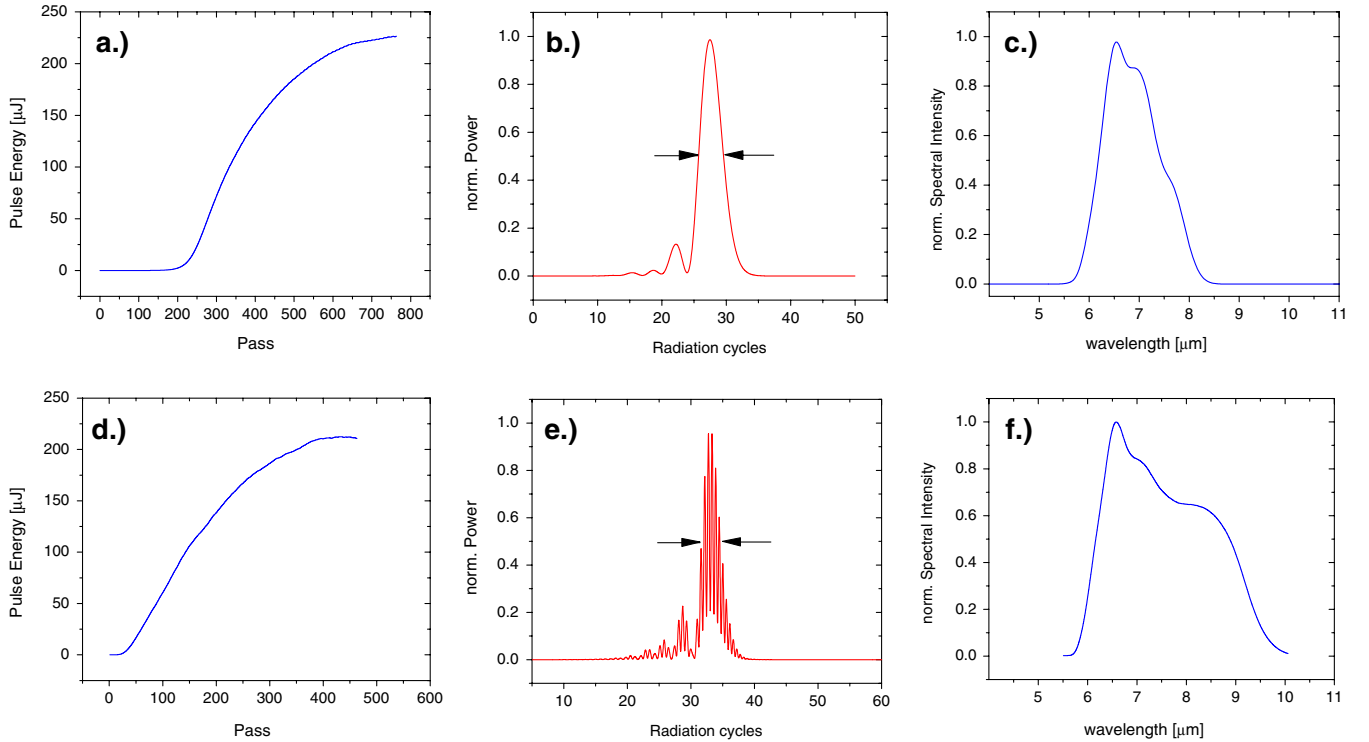 a.)
Pulse Energy [μJ]
250
200
150
100
50
0
0 100 200 300 400 500 600 700 800
Pass
b.)
norm. Power
1.0
0.8
0.6
0.4
0.2
0.0
0 10 20 30 40 50
Radiation cycles
c.)
norm. Spectral Intensity
1.0
0.8
0.6
0.4
0.2
0.0
5 6 7 8 9 10 11
wavelength [μm]
d.)
Pulse Energy [μJ]
250
200
150
100
50
0
0 100 200 300 400 500 600
Pass
e.)
norm. Power
1.0
0.8
0.6
0.4
0.2
0.0
10 20 30 40 50 60
Radiation cycles
f.)
norm. Spectral Intensity
1.0
0.8
0.6
0.4
0.2
0.0
5 6 7 8 9 10 11
wavelength [μm]